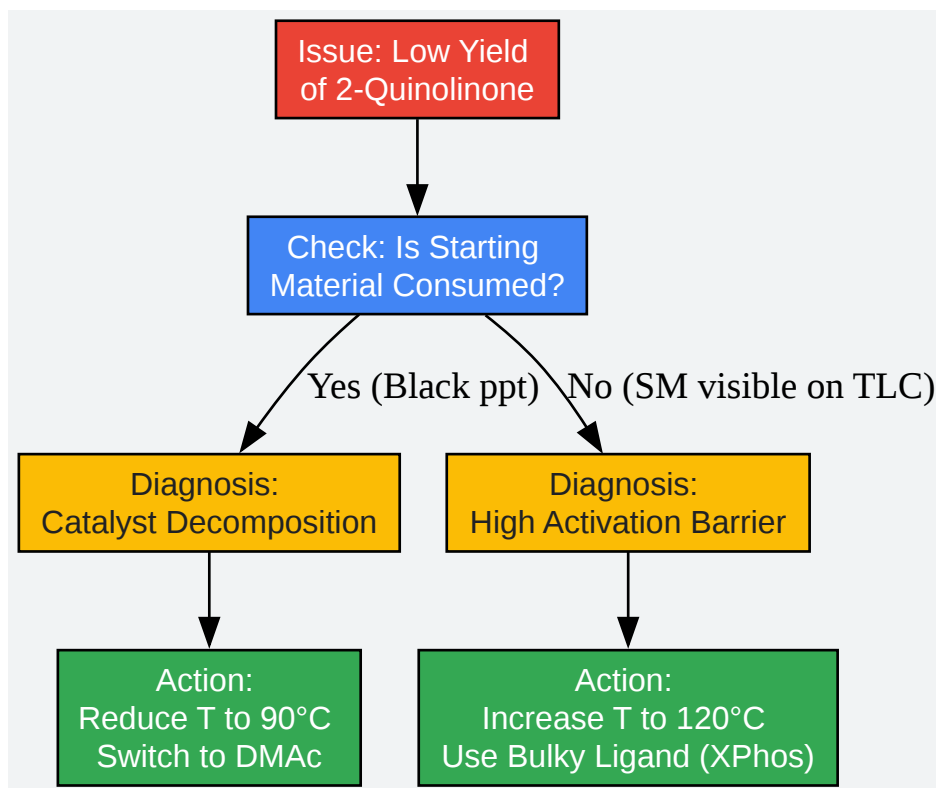 Issue: Low Yield
of 2-Quinolinone
Check: Is Starting
Material Consumed?
Yes (Black ppt)
No (SM visible on TLC)
Diagnosis:
Catalyst Decomposition
Diagnosis:
High Activation Barrier
Action:
Reduce T to 90°C
Switch to DMAc
Action:
Increase T to 120°C
Use Bulky Ligand (XPhos)